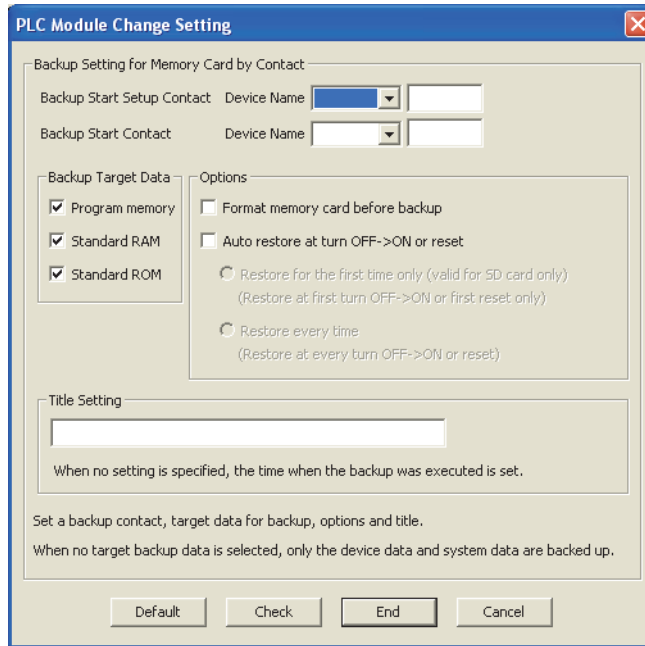 PLC Module Change Setting
Backup Setting for Memory Card by Contact
Backup Start Setup Contact Device Name
Backup Start Contact Device Name
Backup Target Data
Program memory
Standard RAM
Standard ROM
Options
Format memory card before backup
Auto restore at turn OFF->ON or reset
Restore for the first time only (valid for SD card only)
(Restore at first turn OFF->ON or first reset only)
Restore every time
(Restore at every turn OFF->ON or reset)
Title Setting
When no setting is specified, the time when the backup was executed is set.
Set a backup contact, target data for backup, options and title.
When no target backup data is selected, only the device data and system data are backed up.
Default Check End Cancel